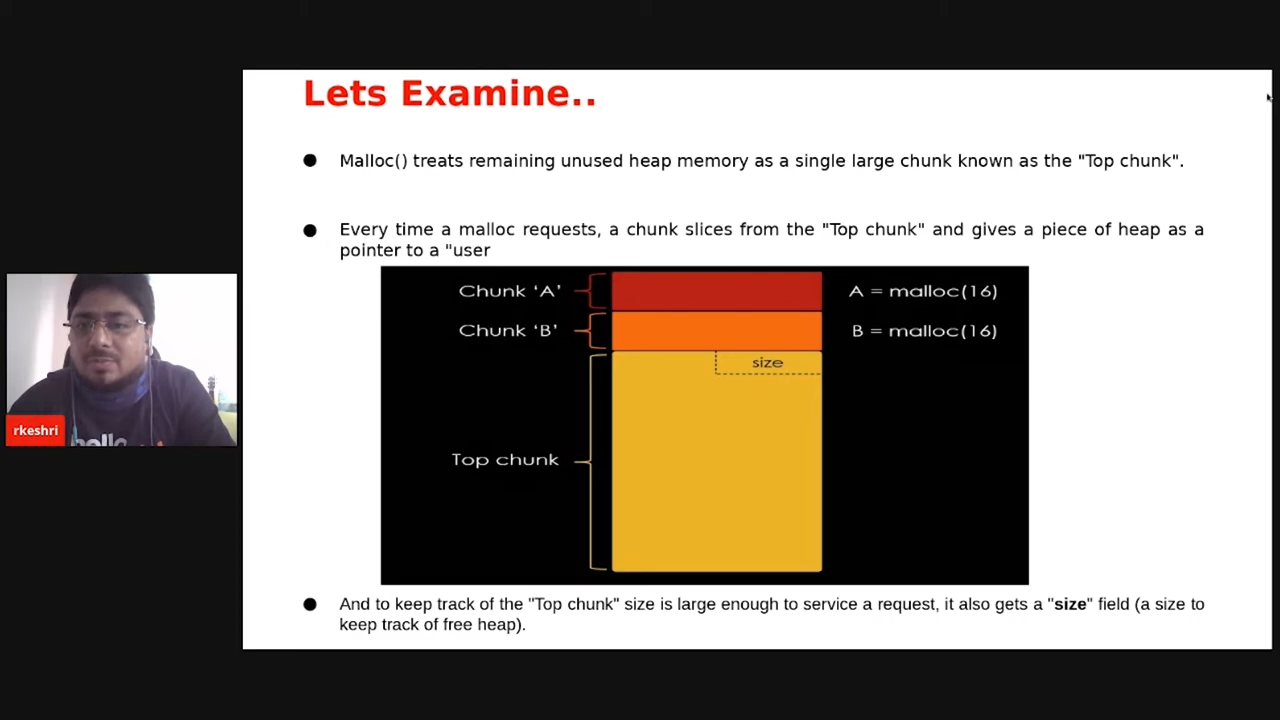 Lets Examine..
Malloc() treats remaining unused heap memory as a single large chunk known as the "Top chunk".
Every time a malloc requests, a chunk slices from the "Top chunk" and gives a piece of heap as a
pointer to a "user
Chunk ‘A’
A = malloc(16)
Chunk ‘B’
B = malloc(16)
size
Top chunk
rkeshri
And to keep track of the "Top chunk" size is large enough to service a request, it also gets a "size" field (a size to
keep track of free heap).